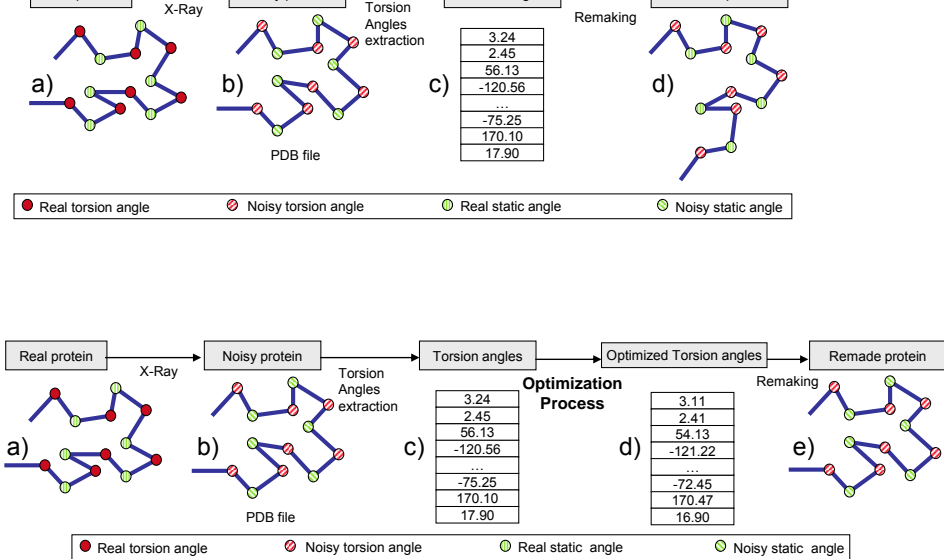 X-Ray
Torsion
Angles
extraction
Remaking
a)
b)
c)
d)
3.24
2.45
56.13
-120.56
...
-75.25
170.10
17.90
PDB file
Real torsion angle
Noisy torsion angle
Real static angle
Noisy static angle
Real protein
Noisy protein
Torsion angles
Optimized Torsion angles
Remade protein
X-Ray
Torsion
Angles
extraction
Optimization
Process
Remaking
a)
b)
c)
d)
e)
3.24
2.45
56.13
-120.56
...
-75.25
170.10
17.90
3.11
2.41
54.13
-121.22
...
-72.45
170.47
16.90
PDB file
Real torsion angle
Noisy torsion angle
Real static angle
Noisy static angle